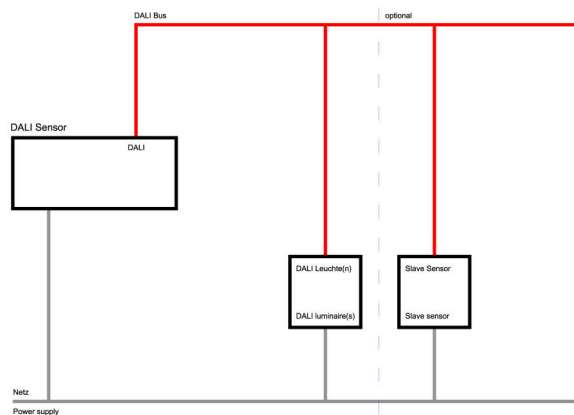 DALI Bus
optional
DALI Sensor
DALI
DALI Leuchte(n)
DALI luminaire(s)
Slave Sensor
Slave sensor
Netz
Power supply